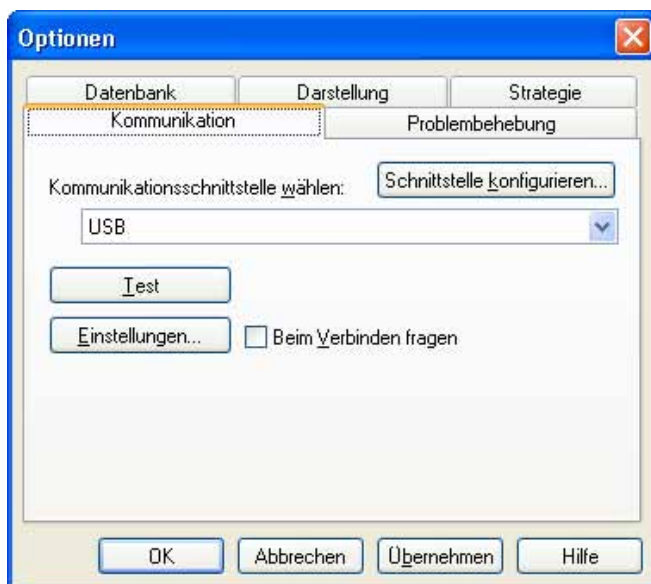 Optionen
Datenbank Darstellung Strategie
Kommunikation Problembehebung
Kommunikationsschnittstelle wählen: Schnittstelle konfigurieren...
USB
Test
Einstellungen... Beim Verbinden fragen
OK Abbrechen Übernehmen Hilfe